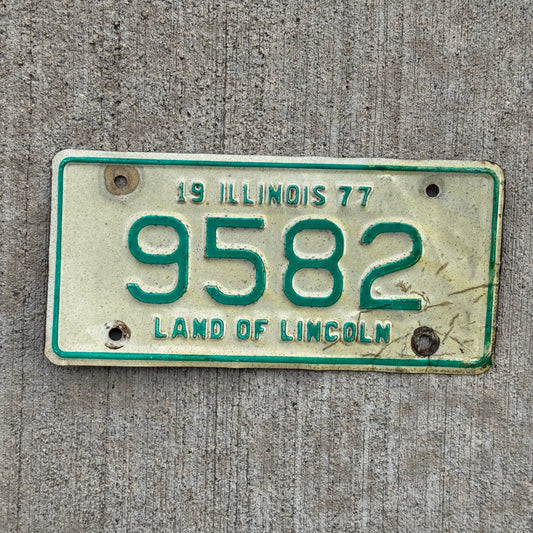 19 ILLINOIS 77
9582
LAND OF LINCOLN